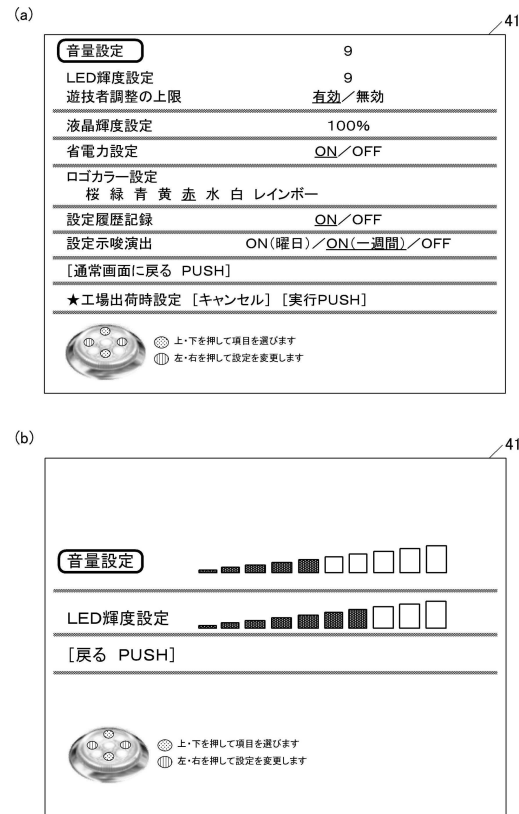 (a)
41
音量設定 9
LED輝度設定 9
遊技者調整の上限 有効／無効
液晶輝度設定 100%
省電力設定 ON／OFF
ロゴカラー設定
桜 緑 青 黄 赤 水 白 レインボー
設定履歴記録 ON／OFF
設定示唆演出 ON(曜日)／ON(一週間)／OFF
[通常画面に戻る PUSH]
★工場出荷時設定 [キャンセル] [実行PUSH]
上・下を押して項目を選びます
左・右を押して設定を変更します
(b)
41
音量設定
LED輝度設定
[戻る PUSH]
上・下を押して項目を選びます
左・右を押して設定を変更します